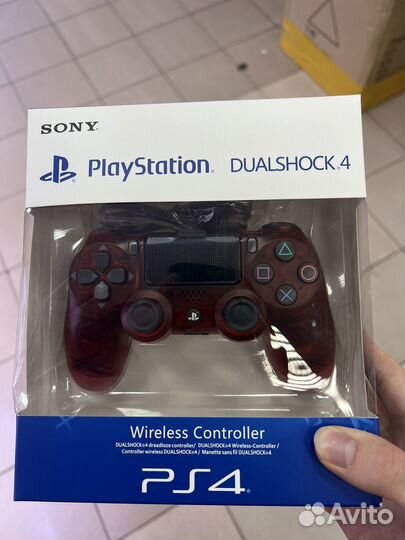 SONY
PlayStation. DUALSHOCK.4
Wireless Controller
DUALSHOCK®4 draadloze controller/ DUALSHOCK®4 Wireless-Controller /
Controller wireless DUALSHOCK®4 / Manette sans fil DUALSHOCK®4
PS4
Avito